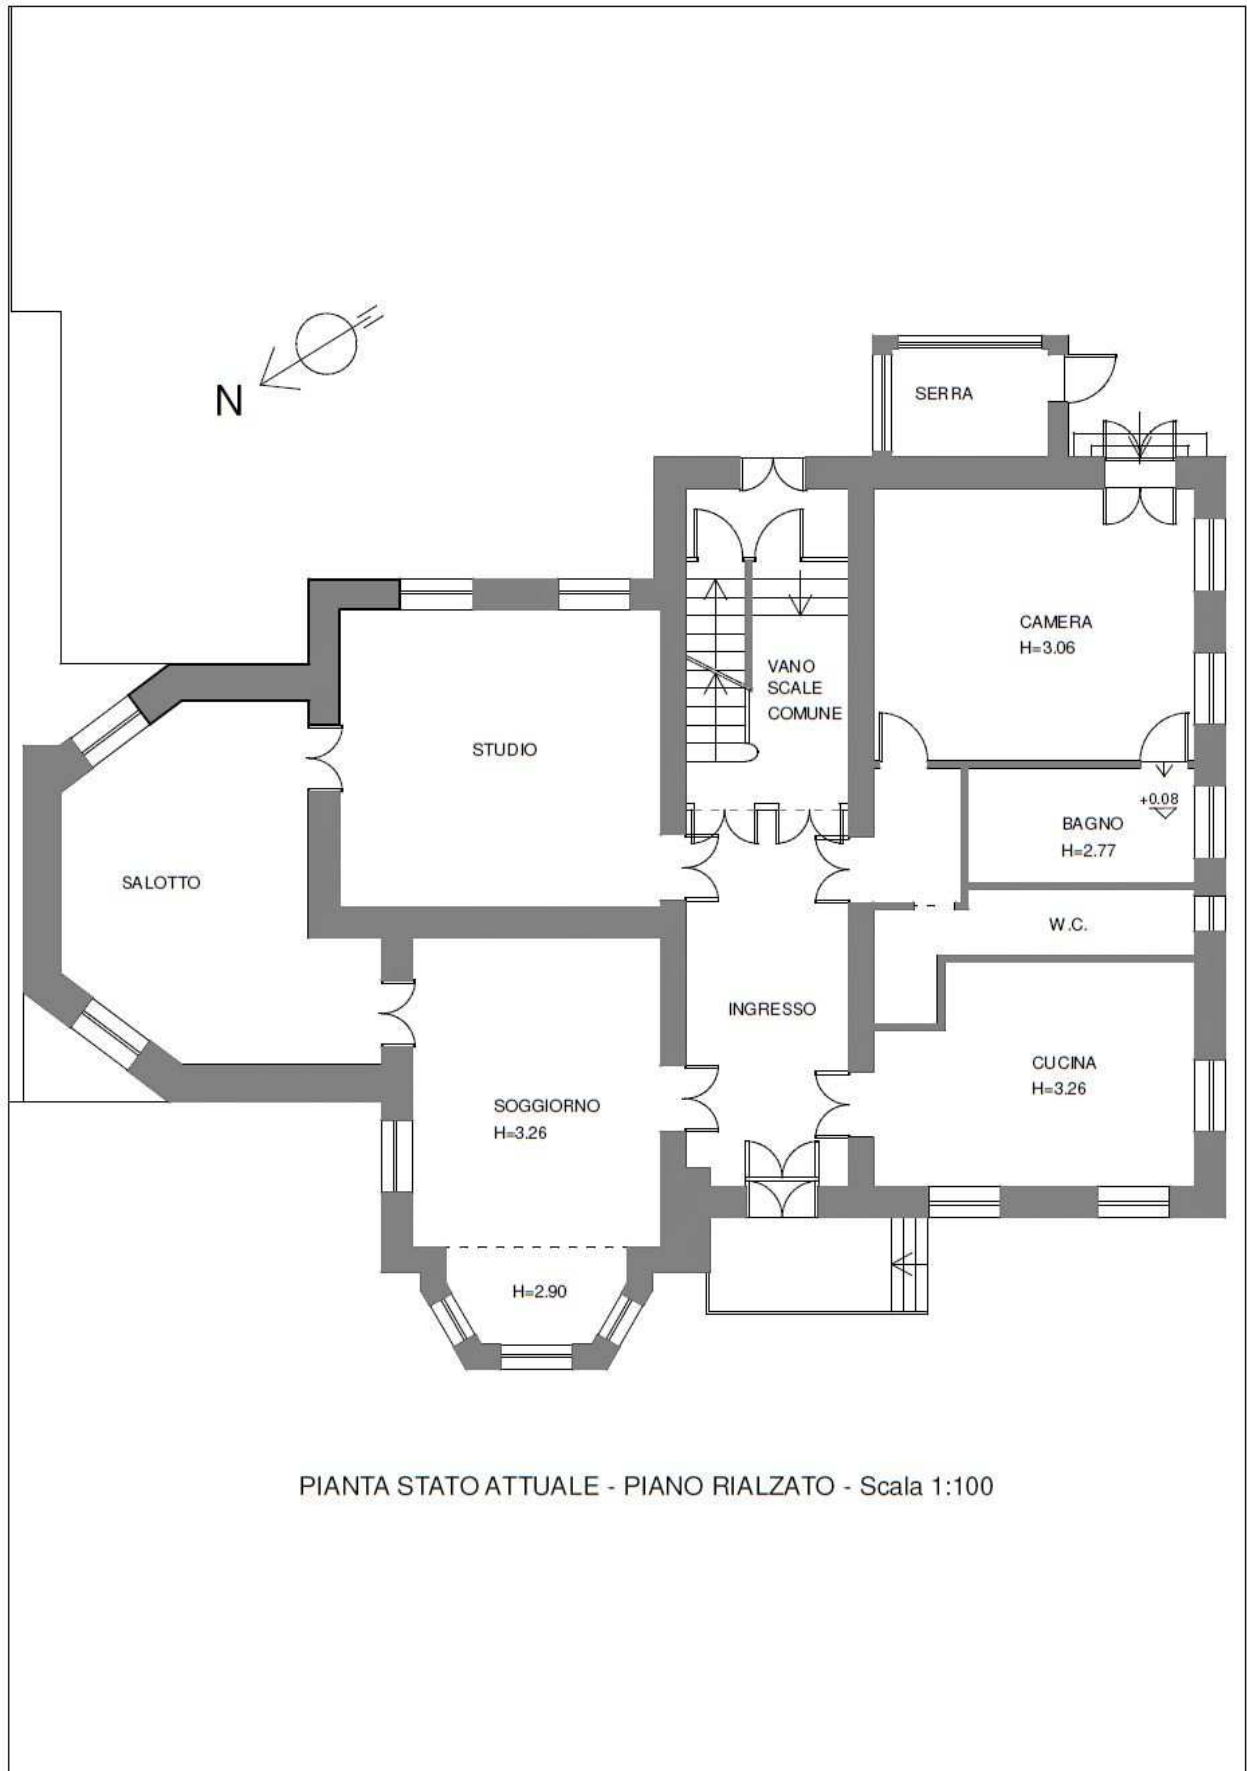 N
SERRA
CAMERA
H=3.06
VANO
SCALE
COMUNE
STUDIO
+0.08
BAGNO
H=2.77
SALOTTO
W.C.
INGRESSO
CUCINA
H=3.26
SOGGIORNO
H=3.26
H=2.90
PIANTA STATO ATTUALE - PIANO RIALZATO - Scala 1:100